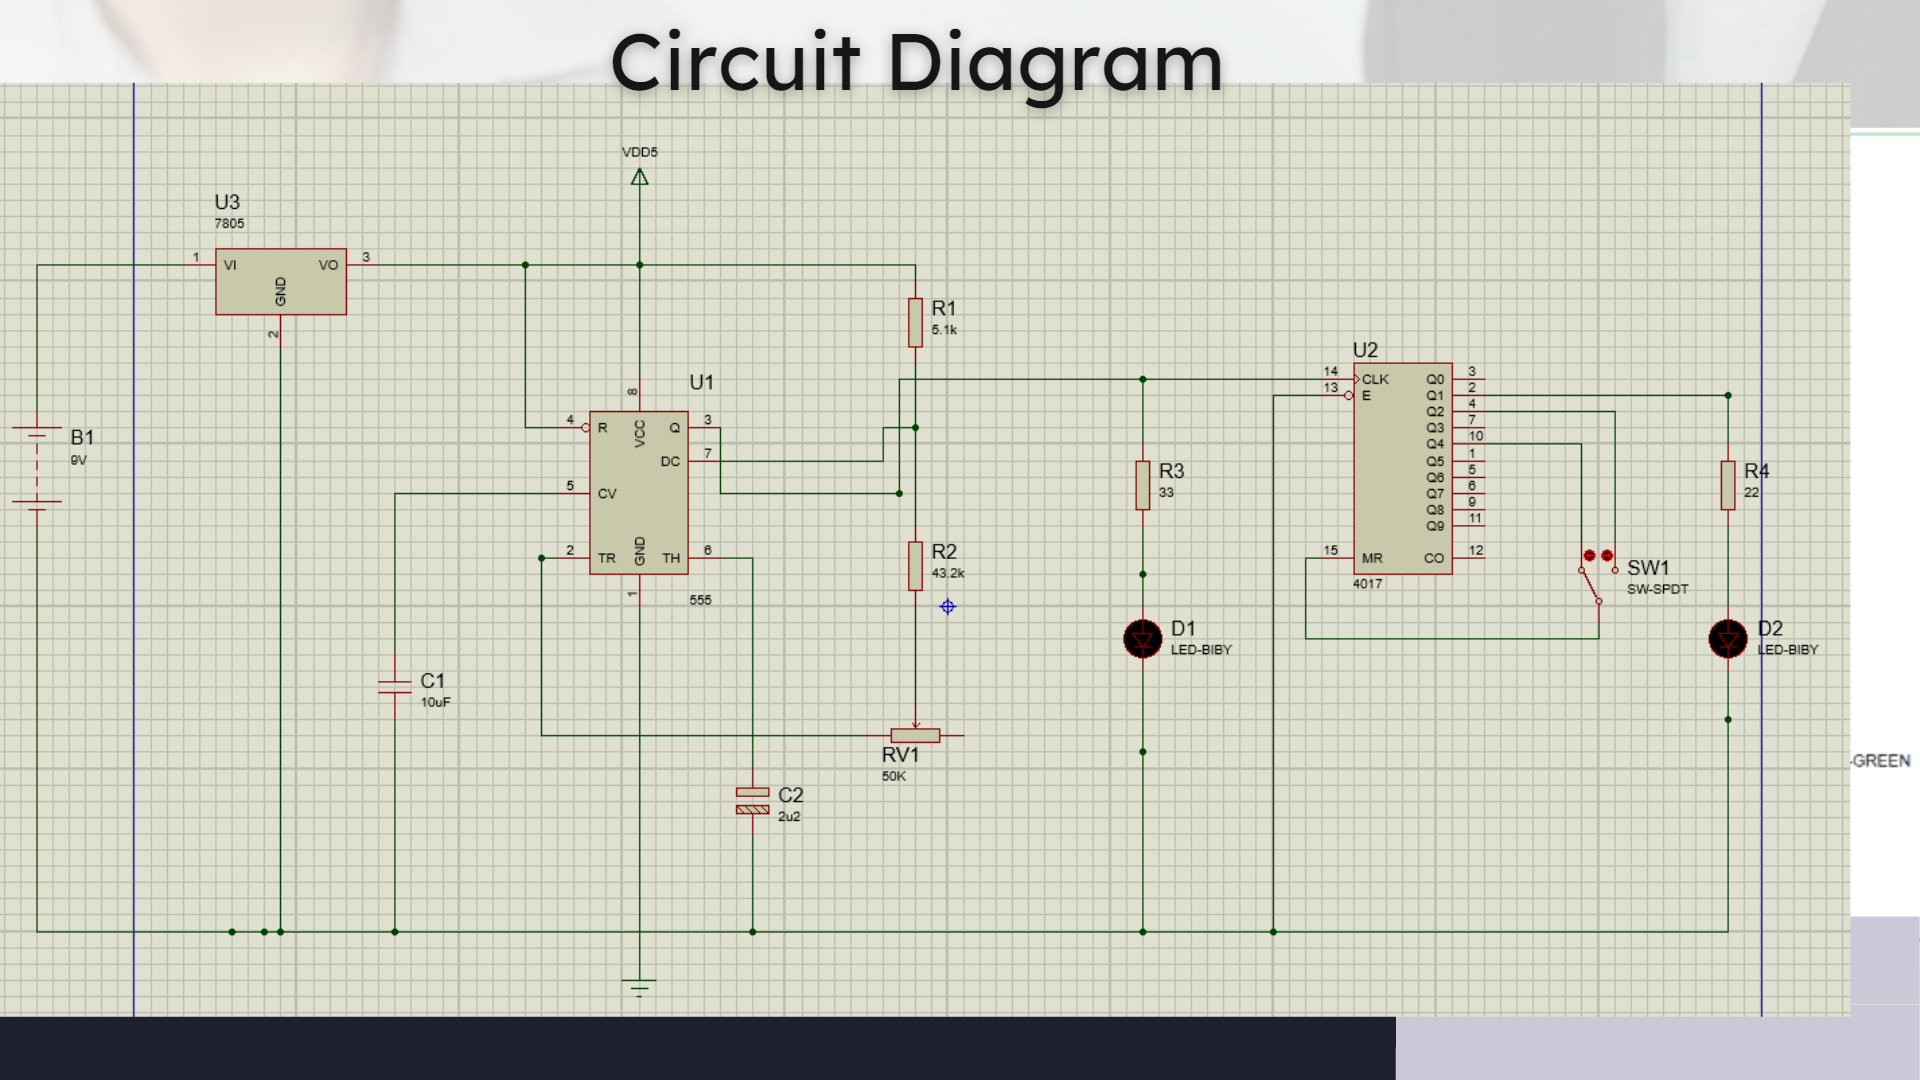 Circuit Diagram
VDD5
U3
7805
1
VI
VO
3
GND
2
B1
9V
R1
5.1k
U1
8
4
R
VCC
Q
3
DC
7
5
CV
2
TR
GND
TH
6
1
555
C1
10uF
R2
43.2k
RV1
50K
C2
2u2
R3
33
D1
LED-BIBY
U2
14
CLK
13
E
15
MR
Q0
3
Q1
2
Q2
4
Q3
7
Q4
10
Q5
1
Q6
5
Q7
6
Q8
9
Q9
11
CO
12
4017
SW1
SW-SPDT
R4
22
D2
LED-BIBY
-GREEN